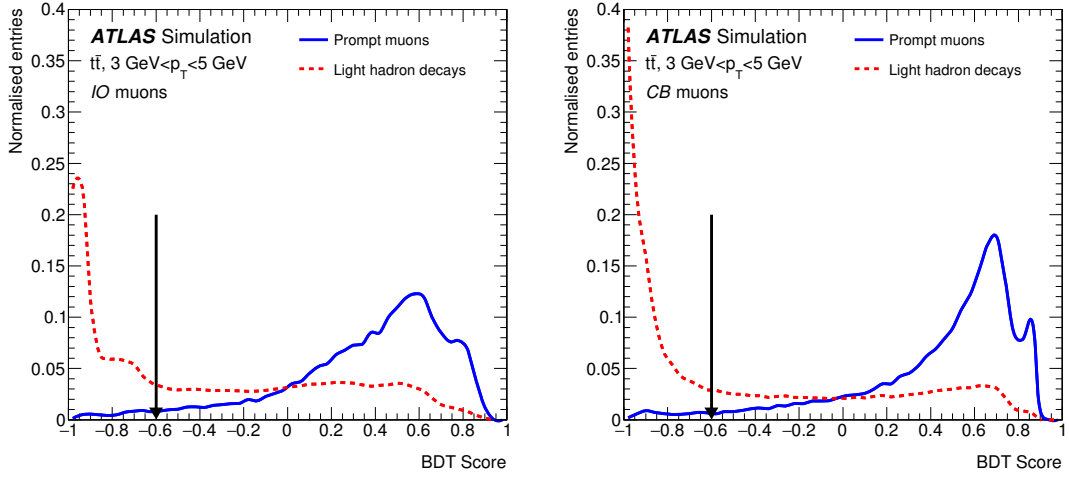 Normalised entries
0.4
0.35
0.3
0.25
0.2
0.15
0.1
0.05
0
ATLAS Simulation
tt̄, 3 GeV<pT<5 GeV
IO muons
Prompt muons
Light hadron decays
−1 −0.8 −0.6 −0.4 −0.2 0 0.2 0.4 0.6 0.8 1
BDT Score
Normalised entries
0.4
0.35
0.3
0.25
0.2
0.15
0.1
0.05
0
ATLAS Simulation
tt̄, 3 GeV<pT<5 GeV
CB muons
Prompt muons
Light hadron decays
−1 −0.8 −0.6 −0.4 −0.2 0 0.2 0.4 0.6 0.8 1
BDT Score